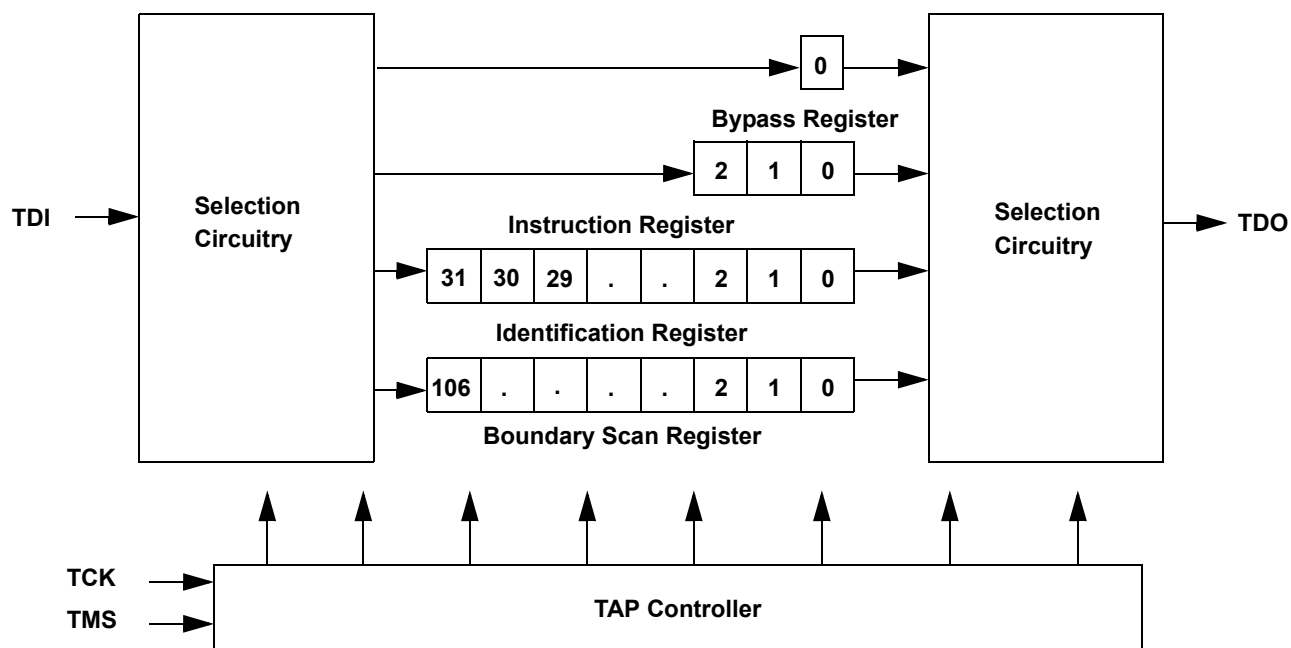 0
Bypass Register
2 1 0
Selection
Circuitry
Selection
Circuitry
TDI
TDO
Instruction Register
31 30 29 . . 2 1 0
Identification Register
106 . . . . 2 1 0
Boundary Scan Register
TCK
TMS
TAP Controller